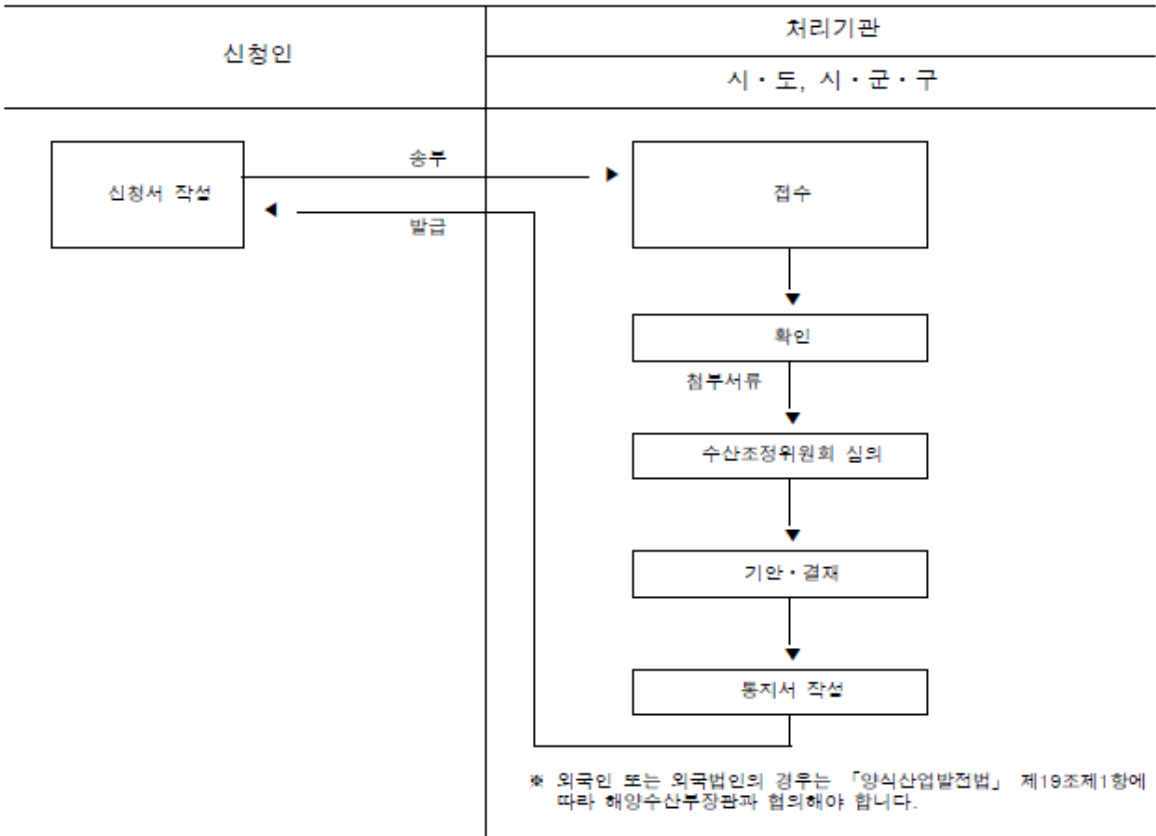 신청인
처리기관
시·도, 시·군·구
신청서 작성
송부
발급
접수
확인
첨부서류
수산조정위원회 심의
기안·결재
통지서 작성
※ 외국인 또는 외국법인의 경우는 「양식산업발전법」 제19조제1항에
따라 해양수산부장관과 협의해야 합니다.